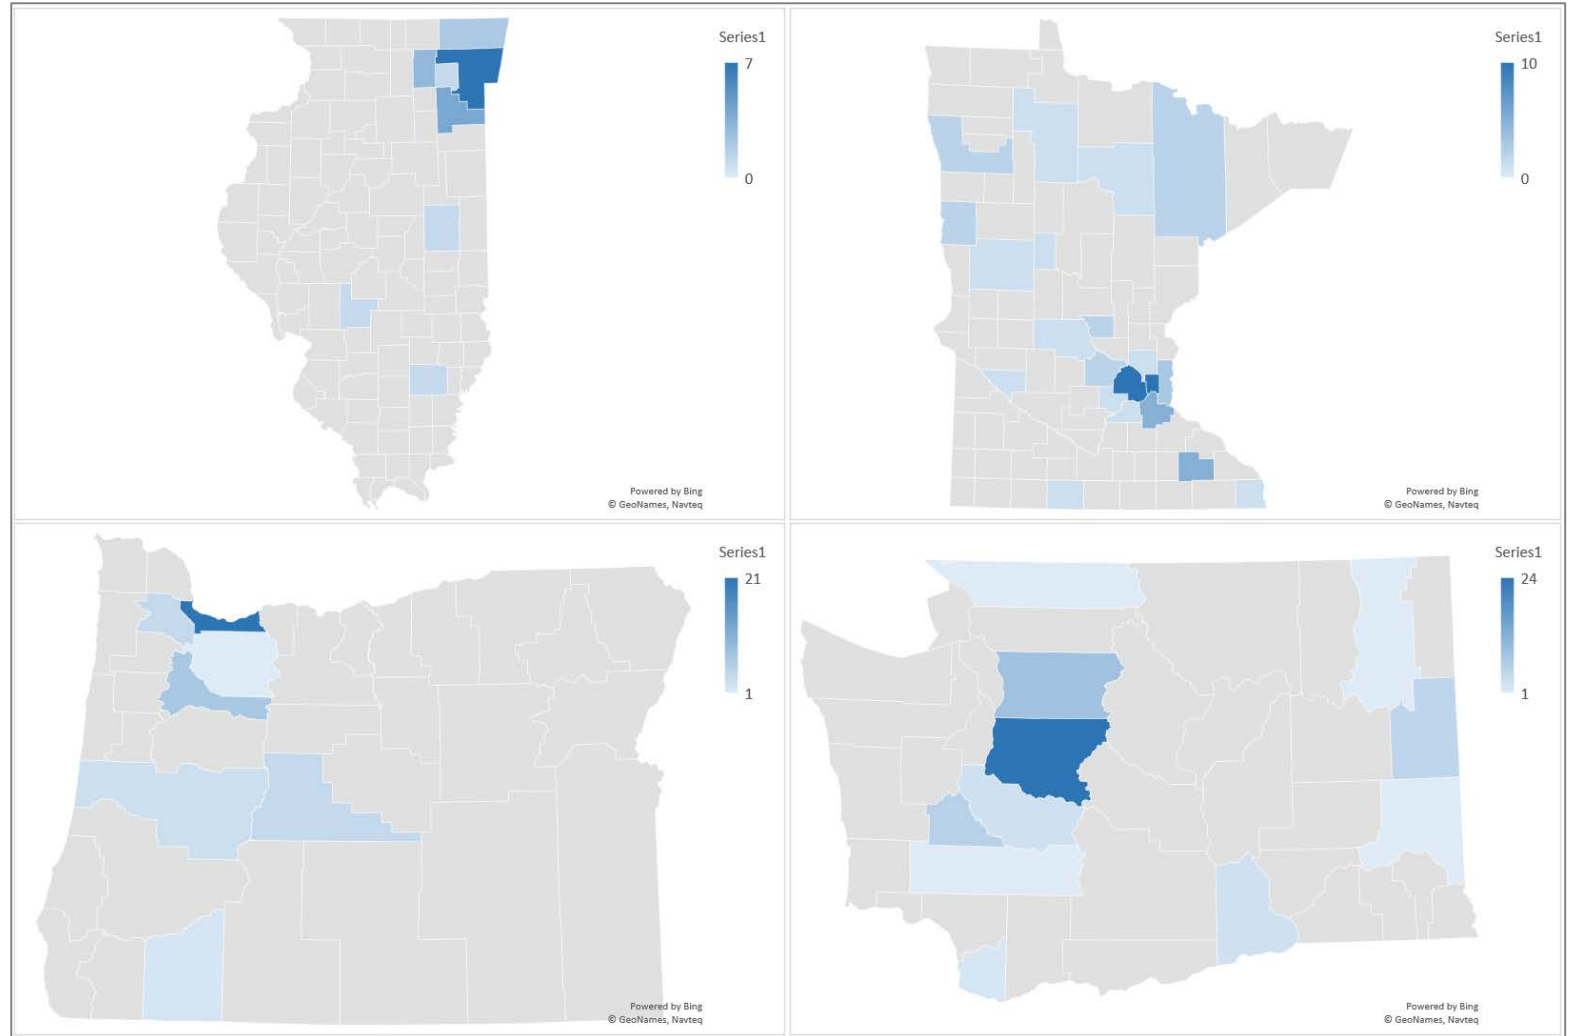 Series1
7
0
Powered by Bing
© GeoNames, Navteq
Series1
10
0
Powered by Bing
© GeoNames, Navteq
Series1
21
1
Powered by Bing
© GeoNames, Navteq
Series1
24
1
Powered by Bing
© GeoNames, Navteq